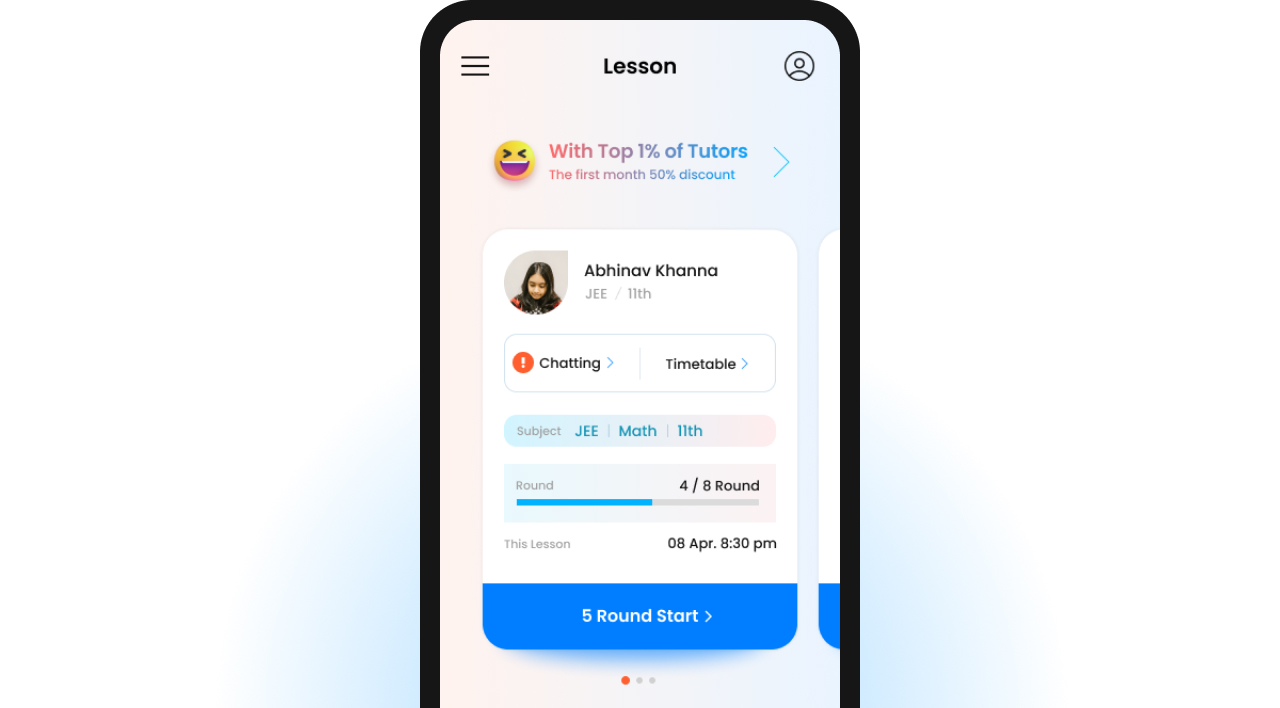 Lesson
With Top 1% of Tutors
The first month 50% discount
Abhinav Khanna
JEE / 11th
Chatting
Timetable
Subject JEE | Math | 11th
Round 4 / 8 Round
This Lesson 08 Apr. 8:30 pm
5 Round Start